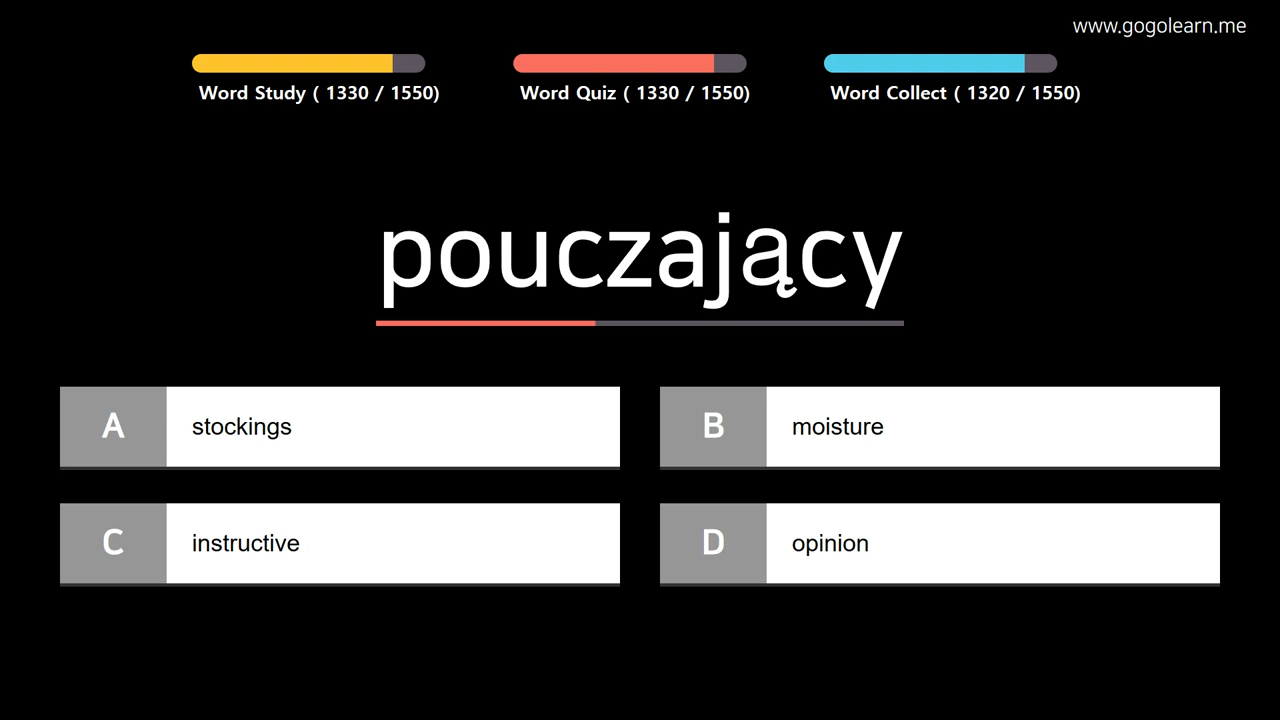 www.gogolearn.me
Word Study ( 1330 / 1550)
Word Quiz ( 1330 / 1550)
Word Collect ( 1320 / 1550)
pouczający
A stockings
B moisture
C instructive
D opinion